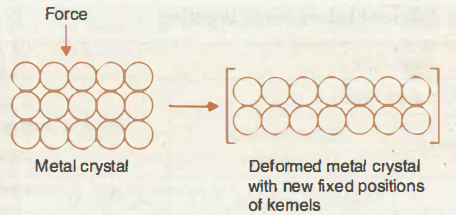 Force
Metal crystal
Deformed metal crystal
with new fixed positions
of kernels